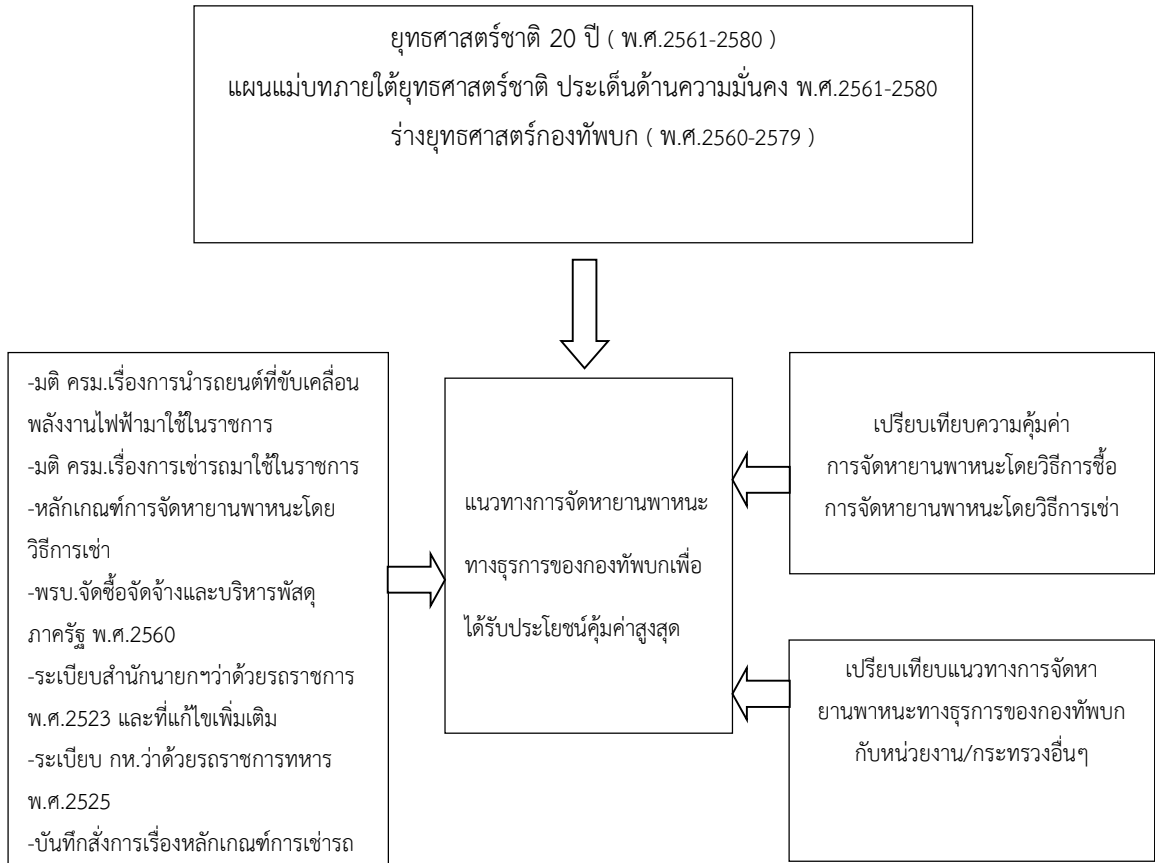 ยุทธศาสตร์ชาติ 20 ปี ( พ.ศ.2561-2580 )
แผนแม่บทภายใต้ยุทธศาสตร์ชาติ ประเด็นด้านความมั่นคง พ.ศ.2561-2580
ร่างยุทธศาสตร์กองทัพบก ( พ.ศ.2560-2579 )
-มติ ครม.เรื่องการนำรถยนต์ที่ขับเคลื่อน
พลังงานไฟฟ้ามาใช้ในราชการ
-มติ ครม.เรื่องการเช่ารถมาใช้ในราชการ
-หลักเกณฑ์การจัดหายานพาหนะโดย
วิธีการเช่า
-พรบ.จัดซื้อจัดจ้างและบริหารพัสดุ
ภาครัฐ พ.ศ.2560
-ระเบียบสำนักนายกฯว่าด้วยรถราชการ
พ.ศ.2523 และที่แก้ไขเพิ่มเติม
-ระเบียบ กห.ว่าด้วยรถราชการทหาร
พ.ศ.2525
-บันทึกสั่งการเรื่องหลักเกณฑ์การเช่ารถ
แนวทางการจัดหายานพาหนะ
ทางธุรการของกองทัพบกเพื่อ
ได้รับประโยชน์คุ้มค่าสูงสุด
เปรียบเทียบความคุ้มค่า
การจัดหายานพาหนะโดยวิธีการซื้อ
การจัดหายานพาหนะโดยวิธีการเช่า
เปรียบเทียบแนวทางการจัดหา
ยานพาหนะทางธุรการของกองทัพบก
กับหน่วยงาน/กระทรวงอื่นๆ